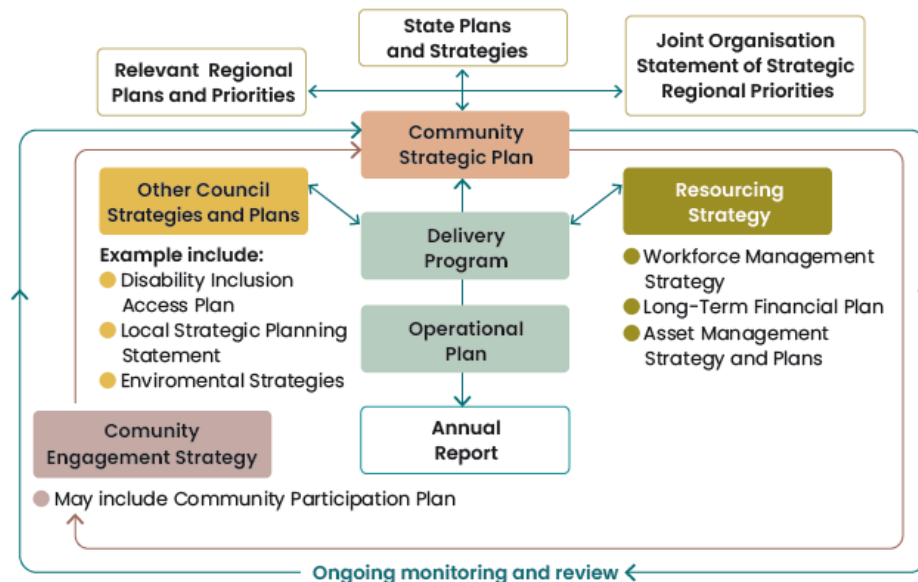 State Plans
and Strategies
Relevant Regional
Plans and Priorities
Joint Organisation
Statement of Strategic
Regional Priorities
Community
Strategic Plan
Other Council
Strategies and Plans
Example include:
Disability Inclusion
Access Plan
Local Strategic Planning
Statement
Enviromental Strategies
Delivery
Program
Operational
Plan
Annual
Report
Resourcing
Strategy
Workforce Management
Strategy
Long-Term Financial Plan
Asset Management
Strategy and Plans
Comunity
Engagement Strategy
May include Community Participation Plan
Ongoing monitoring and review